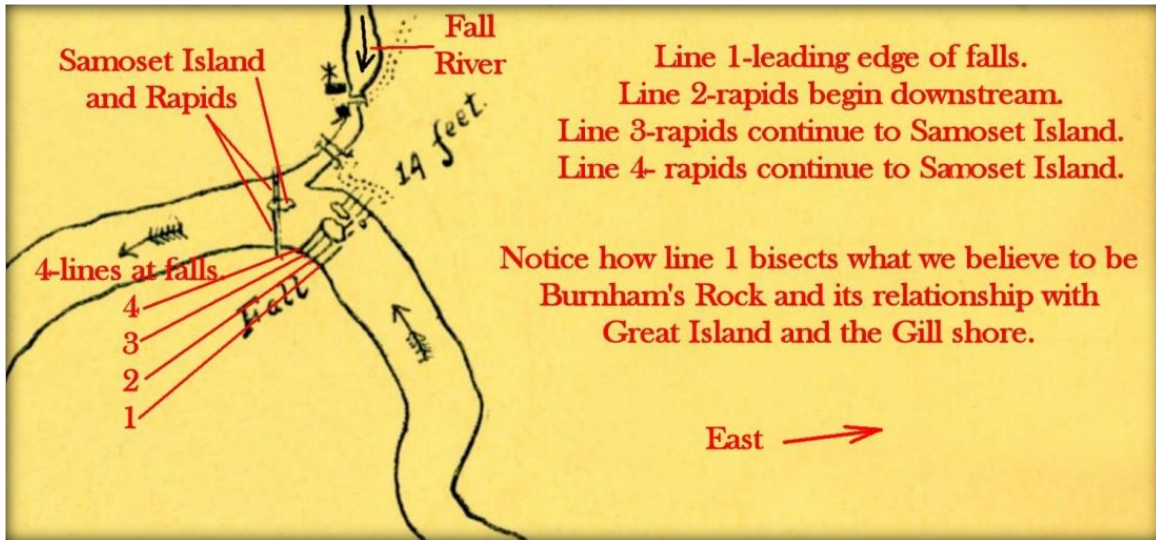 Samoset Island
and Rapids
Fall
River
14 feet.
4-lines at falls
4
3
2
1
Fall
Line 1-leading edge of falls.
Line 2-rapids begin downstream.
Line 3-rapids continue to Samoset Island.
Line 4- rapids continue to Samoset Island.
Notice how line 1 bisects what we believe to be
Burnham's Rock and its relationship with
Great Island and the Gill shore.
East